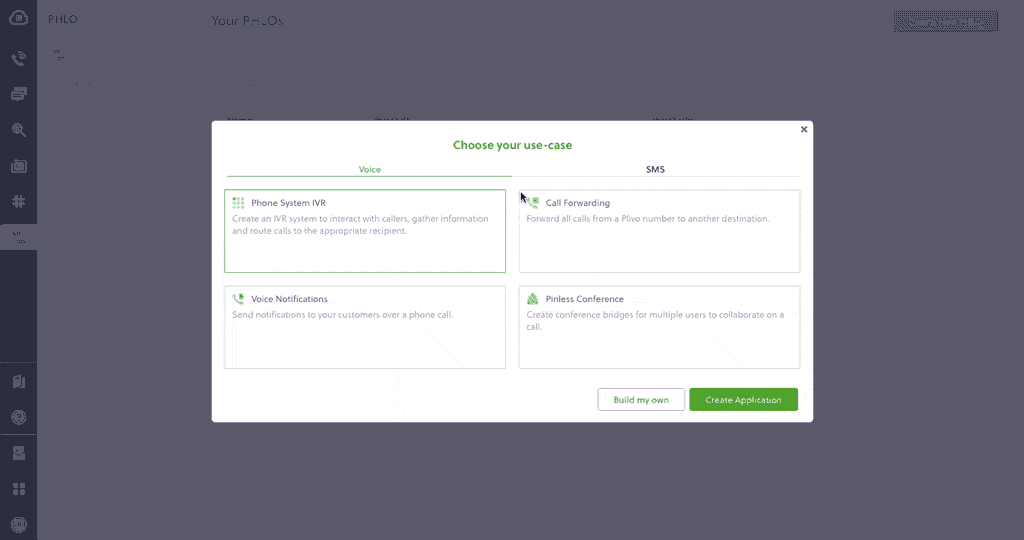 PHLO
Your PHLOs
Choose your use-case
Voice
SMS
Phone System IVR
Create an IVR system to interact with callers, gather information
and route calls to the appropriate recipient.
Call Forwarding
Forward all calls from a Plivo number to another destination.
Voice Notifications
Send notifications to your customers over a phone call.
Pinless Conference
Create conference bridges for multiple users to collaborate on a
call.
Build my own
Create Application